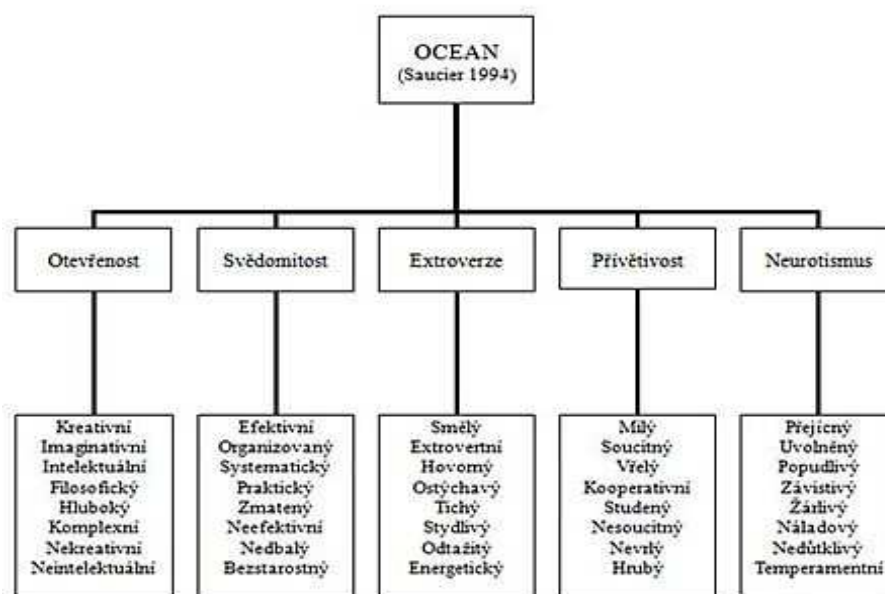 OCEAN
(Saucier 1994)
Otevřenost
Svědomitost
Extroverze
Přívětivost
Neurotismus
Kreativní
Imaginativní
Intelektuální
Filosofický
Hluboký
Komplexní
Nekreativní
Neintelektuální
Efektivní
Organizovaný
Systematický
Praktický
Zmatený
Neefektivní
Nedbalý
Bezstarostný
Smělý
Extrovertní
Hovorný
Ostýchavý
Tichý
Stydlivý
Odtažitý
Energetický
Milý
Soucitný
Vřelý
Kooperativní
Studený
Nesoucitný
Nevrlý
Hrubý
Přejícný
Uvolněný
Popudlivý
Závistivý
Žárlivý
Náladový
Nedůtklivý
Temperamentní